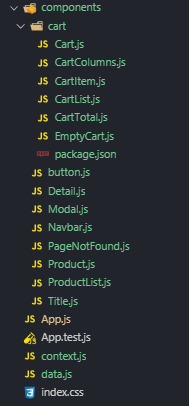 components
cart
Cart.js
CartColumns.js
CartItem.js
CartList.js
CartTotal.js
EmptyCart.js
package.json
button.js
Detail.js
Modal.js
Navbar.js
PageNotFound.js
Product.js
ProductList.js
Title.js
App.js
App.test.js
context.js
data.js
index.css